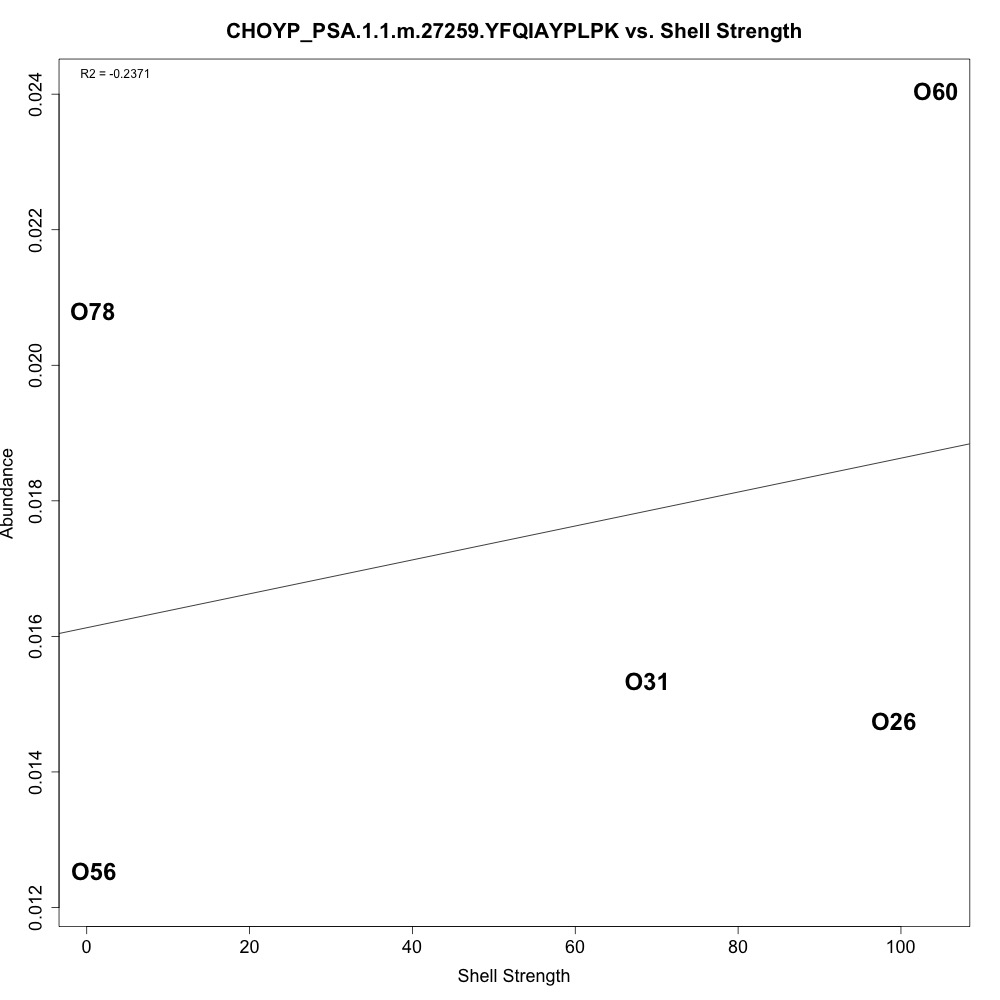 CHOYP_PSA.1.1.m.27259.YFQIAYPLPK vs. Shell Strength
R2 = -0.2371
0.024
O60
0.022
O78
0.020
Abundance
0.018
0.016
O31
O26
0.014
O56
0.012
0 20 40 60 80 100
Shell Strength